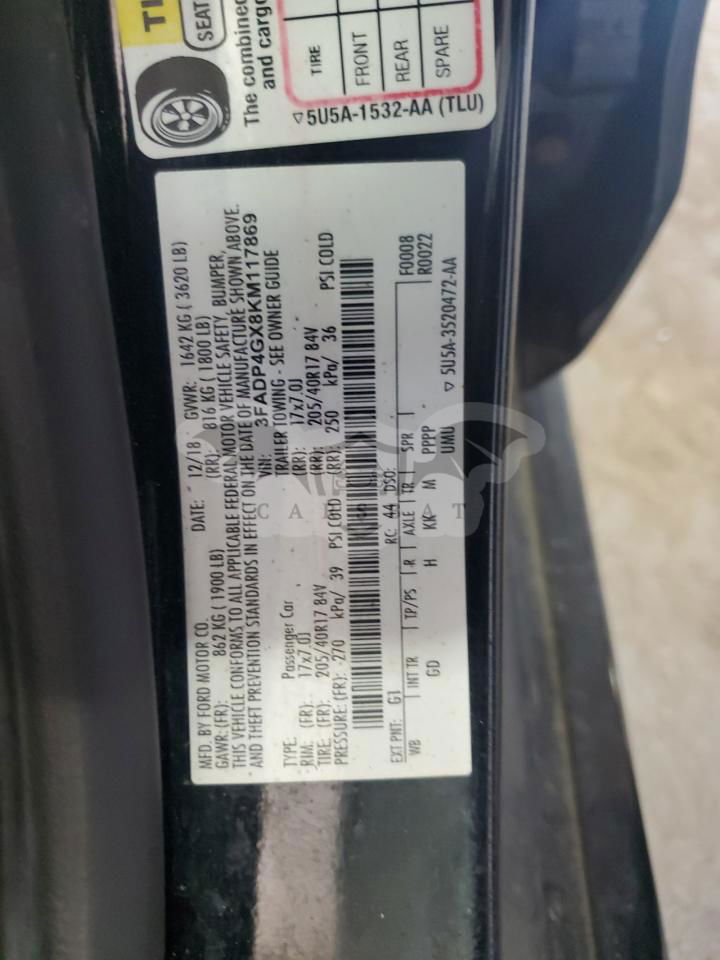 TI
SEAT
The combined
and cargo
TIRE
FRONT
REAR
SPARE
▽ 5U5A-1532-AA (TLU)
MFD. BY FORD MOTOR CO. DATE: 12/18 GVWR: 1642 KG ( 3620 LB)
GAWR: (FR): 862 KG ( 1900 LB) (RR): 816 KG ( 1800 LB)
THIS VEHICLE CONFORMS TO ALL APPLICABLE FEDERAL MOTOR VEHICLE SAFETY, BUMPER,
AND THEFT PREVENTION STANDARDS IN EFFECT ON THE DATE OF MANUFACTURE SHOWN ABOVE.
VIN: 3FADP4GX8KM117869
TYPE: Passenger Car TRAILER TOWING - SEE OWNER GUIDE
RIM: (FR): 17x7.0J (RR): 17x7.0J
TIRE: (FR): 205/40R17 84V (RR): 205/40R17 84V
PRESSURE: (FR): 270 kPa/ 39 PSI COLD (RR): 250 kPa/ 36 PSI COLD
EXT PNT: G1 RC: 44 DSO: F0008
R0022
WB INT TR TP/PS R AXLE TR SPR
GD H KK M PPPP
UMU ▽ 5U5A-3520472-AA